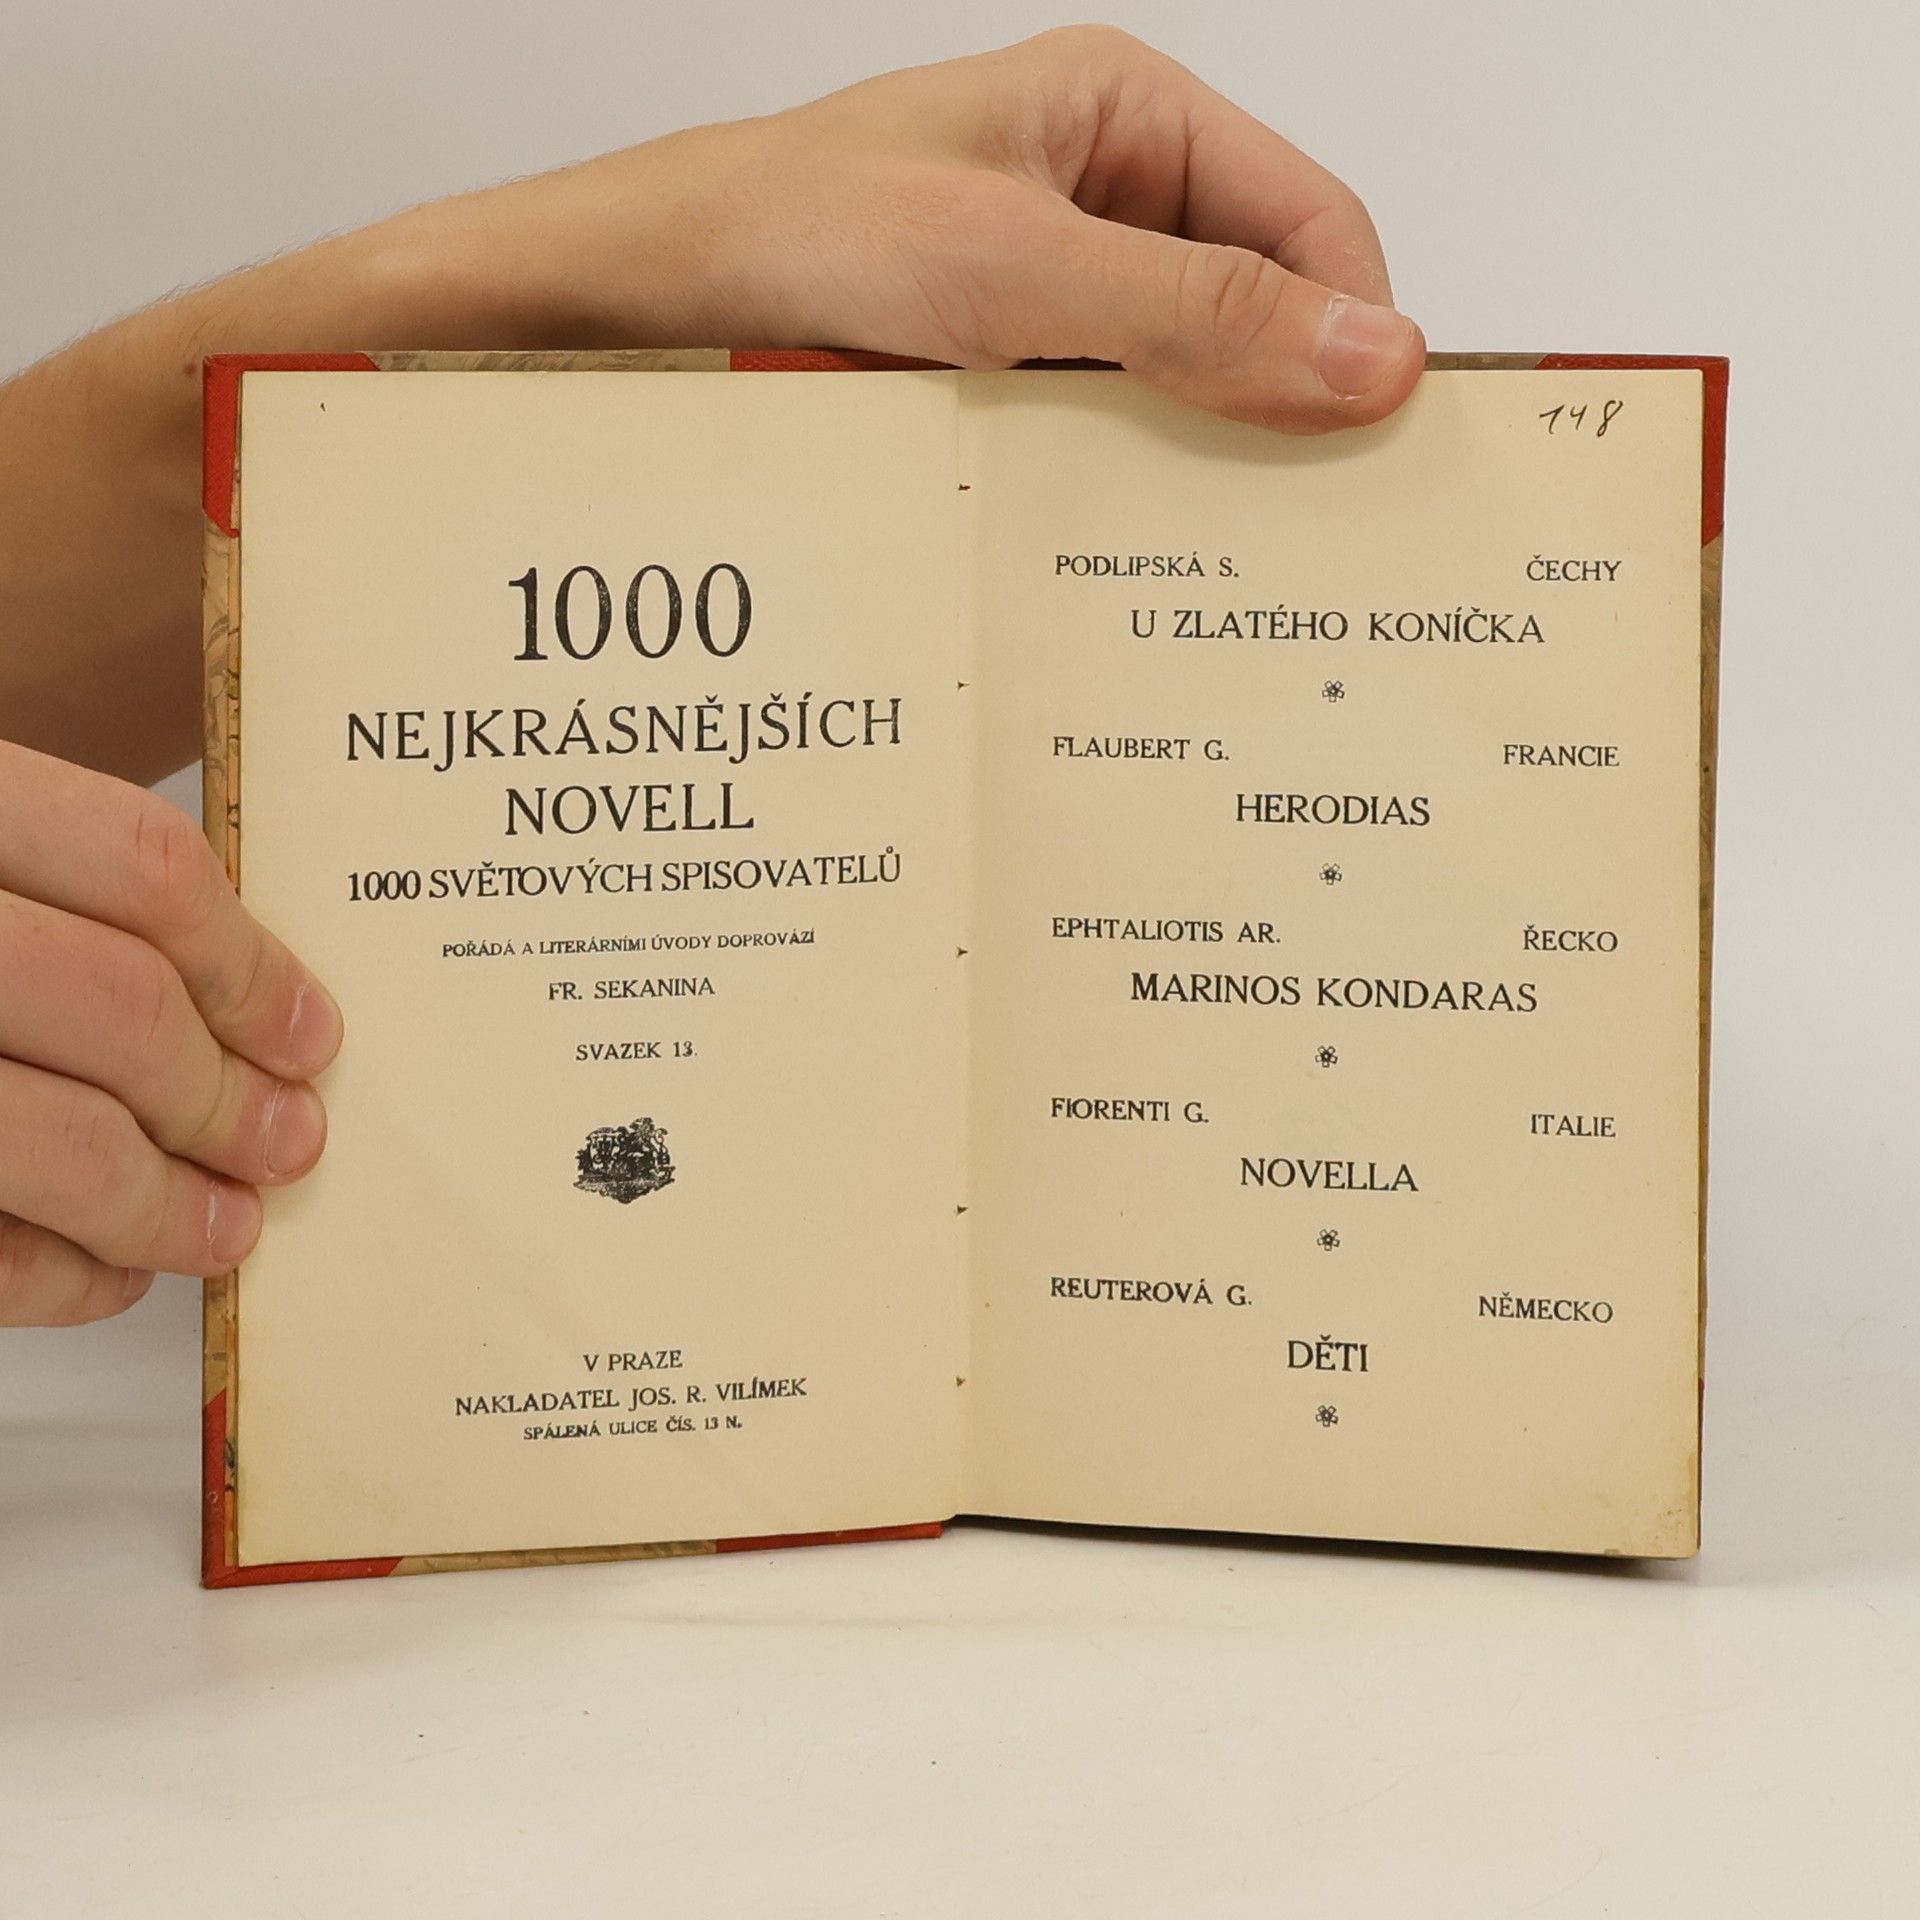 1000
NEJKRÁSNĚJŠÍCH
NOVELL
1000 SVĚTOVÝCH SPISOVATELŮ
POŘÁDÁ A LITERÁRNÍMI ÚVODY DOPROVÁZÍ
FR. SEKANINA
SVAZEK 13.
V PRAZE
NAKLADATEL JOS. R. VILÍMEK
SPÁLENÁ ULICE ČÍS. 13 N.
148
PODLIPSKÁ S. ČECHY
U ZLATÉHO KONÍČKA
FLAUBERT G. FRANCIE
HERODIAS
EPHTALIOTIS AR. ŘECKO
MARINOS KONDARAS
FIORENTI G. ITALIE
NOVELLA
REUTEROVÁ G. NĚMECKO
DĚTI